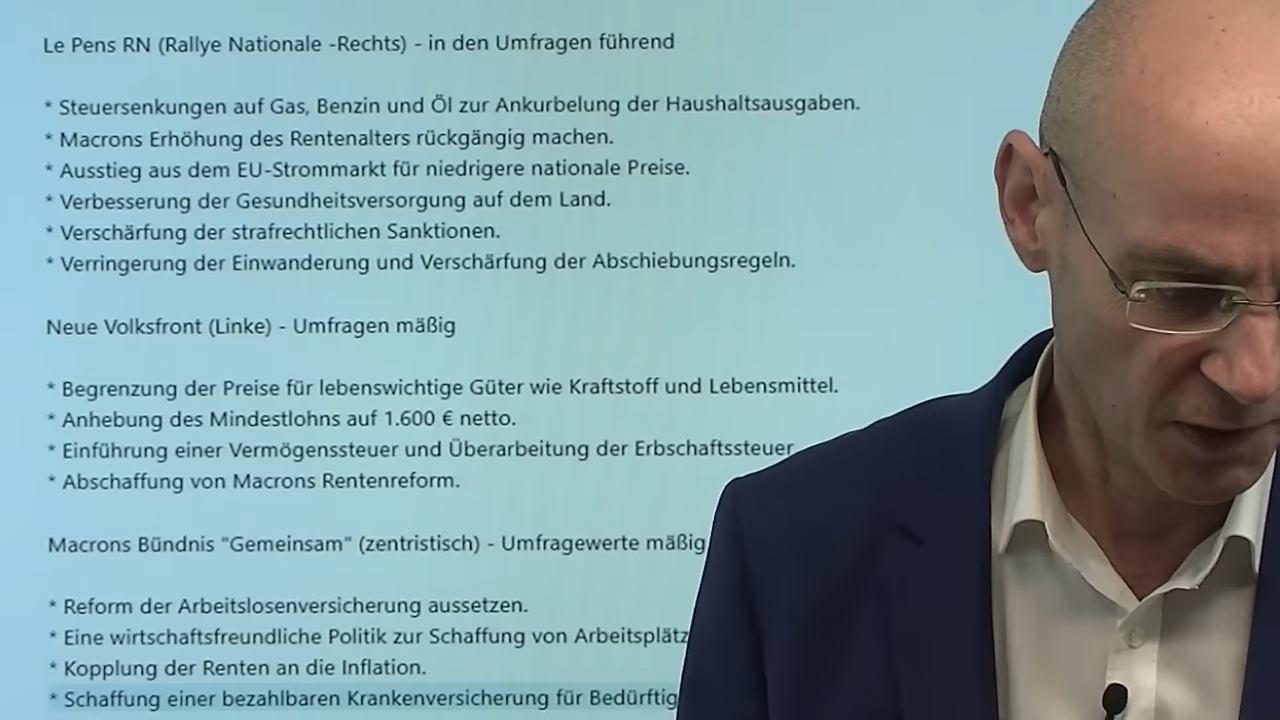 Le Pens RN (Rallye Nationale -Rechts) - in den Umfragen führend
* Steuersenkungen auf Gas, Benzin und Öl zur Ankurbelung der Haushaltsausgaben.
* Macrons Erhöhung des Rentenalters rückgängig machen.
* Ausstieg aus dem EU-Strommarkt für niedrigere nationale Preise.
* Verbesserung der Gesundheitsversorgung auf dem Land.
* Verschärfung der strafrechtlichen Sanktionen.
* Verringerung der Einwanderung und Verschärfung der Abschiebungsregeln.
Neue Volksfront (Linke) - Umfragen mäßig
* Begrenzung der Preise für lebenswichtige Güter wie Kraftstoff und Lebensmittel.
* Anhebung des Mindestlohns auf 1.600 € netto.
* Einführung einer Vermögenssteuer und Überarbeitung der Erbschaftssteuer
* Abschaffung von Macrons Rentenreform.
Macrons Bündnis "Gemeinsam" (zentristisch) - Umfragewerte mäßig
* Reform der Arbeitslosenversicherung aussetzen.
* Eine wirtschaftsfreundliche Politik zur Schaffung von Arbeitsplätz
* Kopplung der Renten an die Inflation.
* Schaffung einer bezahlbaren Krankenversicherung für Bedürftig